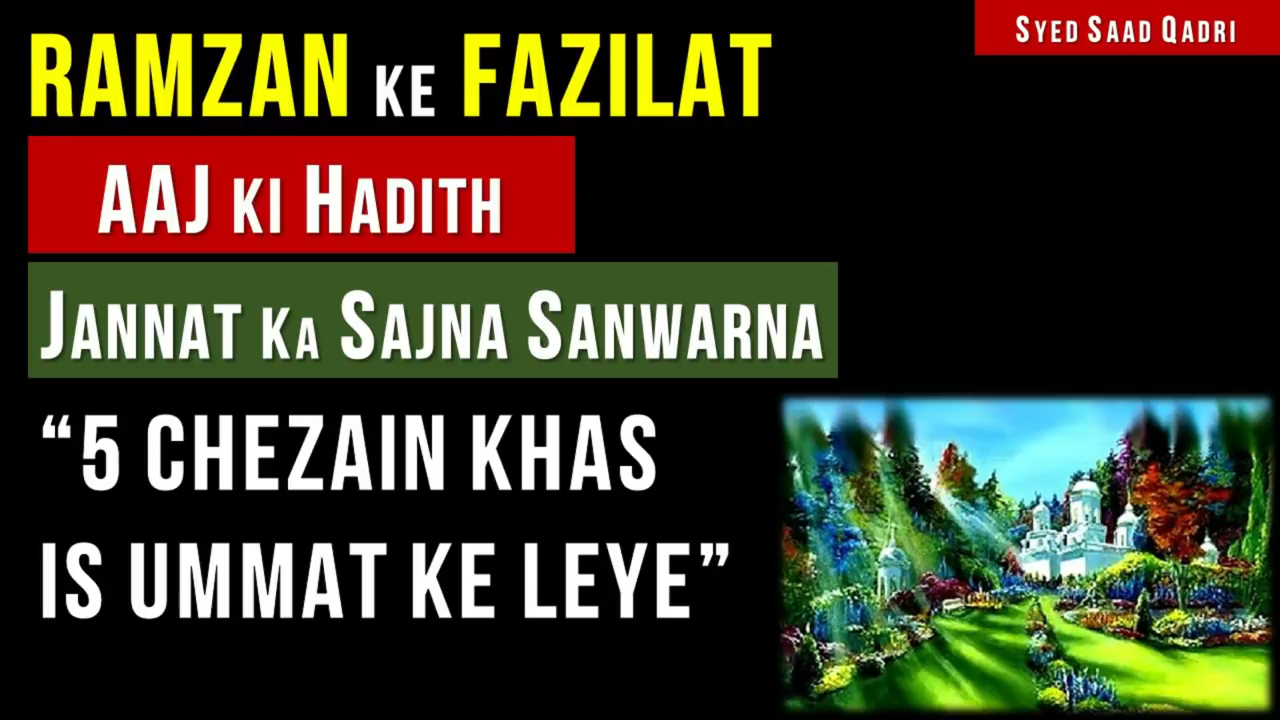 SYED SAAD QADRI
RAMZAN KE FAZILAT
AAJ KI HADITH
JANNAT KA SAJNA SANWARNA
“5 CHEZAIN KHAS
IS UMMAT KE LEYE”